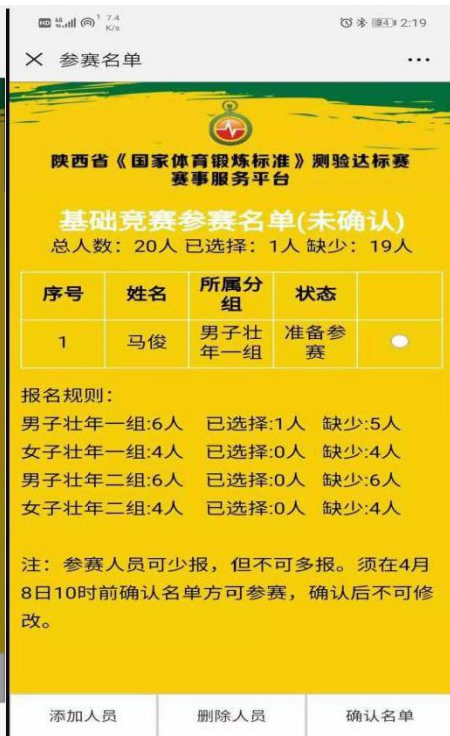 HD 4G 1 7.4 K/s 84 2:19
× 参赛名单 ...
陕西省《国家体育锻炼标准》测验达标赛
赛事服务平台
基础竞赛参赛名单(未确认)
总人数：20人 已选择：1人 缺少：19人
序号 姓名 所属分组 状态
1 马俊 男子壮年一组 准备参赛
报名规则：
男子壮年一组:6人 已选择:1人 缺少:5人
女子壮年一组:4人 已选择:0人 缺少:4人
男子壮年二组:6人 已选择:0人 缺少:6人
女子壮年二组:4人 已选择:0人 缺少:4人
注：参赛人员可少报，但不可多报。须在4月
8日10时前确认名单方可参赛，确认后不可修
改。
添加人员 删除人员 确认名单